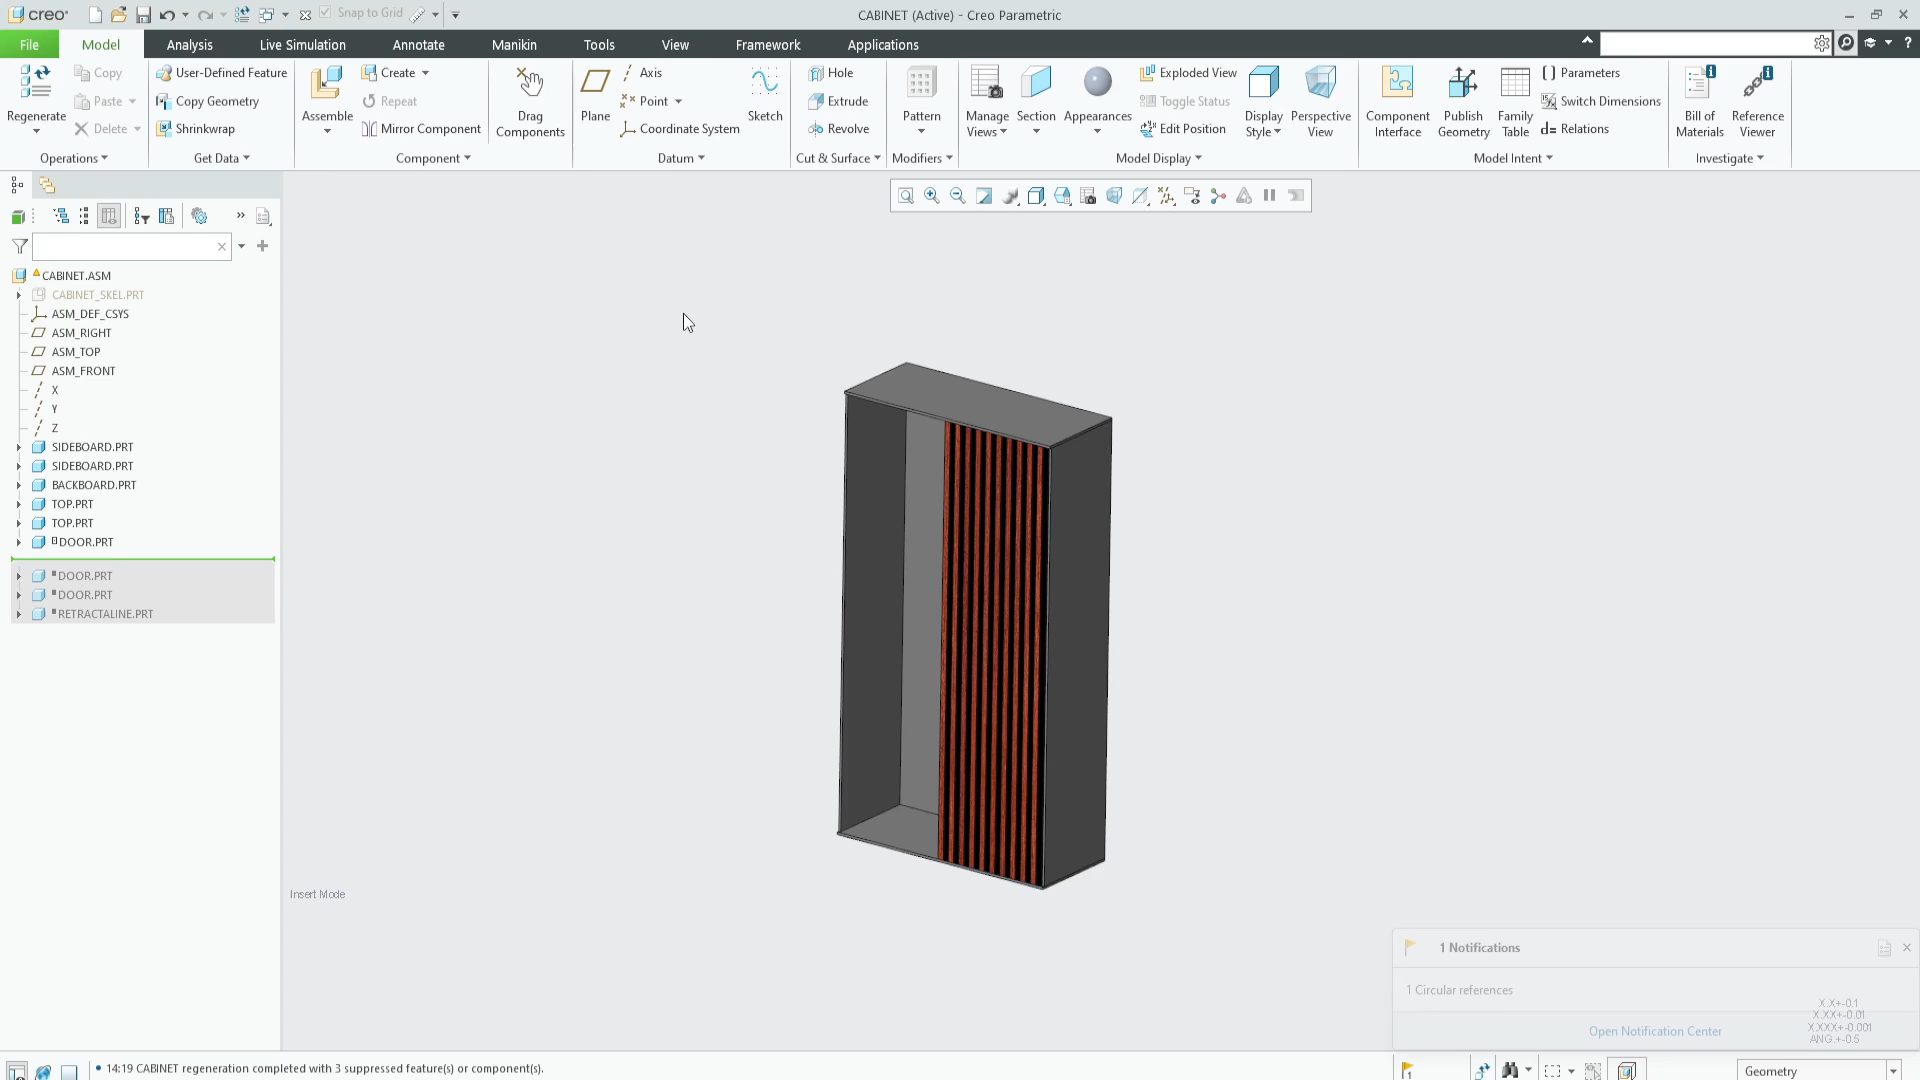 creo
Snap to Grid
CABINET (Active) - Creo Parametric
File
Model
Analysis
Live Simulation
Annotate
Manikin
Tools
View
Framework
Applications
Regenerate
Copy
Paste
Delete
Operations
User-Defined Feature
Copy Geometry
Shrinkwrap
Get Data
Assemble
Create
Repeat
Mirror Component
Drag
Components
Component
Plane
Axis
Point
Coordinate System
Sketch
Datum
Hole
Extrude
Revolve
Cut & Surface
Pattern
Modifiers
Manage
Views
Section
Appearances
Exploded View
Toggle Status
Edit Position
Display
Style
Perspective
View
Model Display
Component
Interface
Publish
Geometry
Family
Table
Parameters
Switch Dimensions
Relations
Model Intent
Bill of
Materials
Reference
Viewer
Investigate
CABINET.ASM
CABINET_SKEL.PRT
ASM_DEF_CSYS
ASM_RIGHT
ASM_TOP
ASM_FRONT
X
Y
Z
SIDEBOARD.PRT
SIDEBOARD.PRT
BACKBOARD.PRT
TOP.PRT
TOP.PRT
DOOR.PRT
DOOR.PRT
DOOR.PRT
RETRACTALINE.PRT
Insert Mode
1 Notifications
1 Circular references
Open Notification Center
X.X+-0.1
X.XX+-0.01
X.XXX+-0.001
ANG.+-0.5
• 14:19 CABINET regeneration completed with 3 suppressed feature(s) or component(s).
1
Geometry